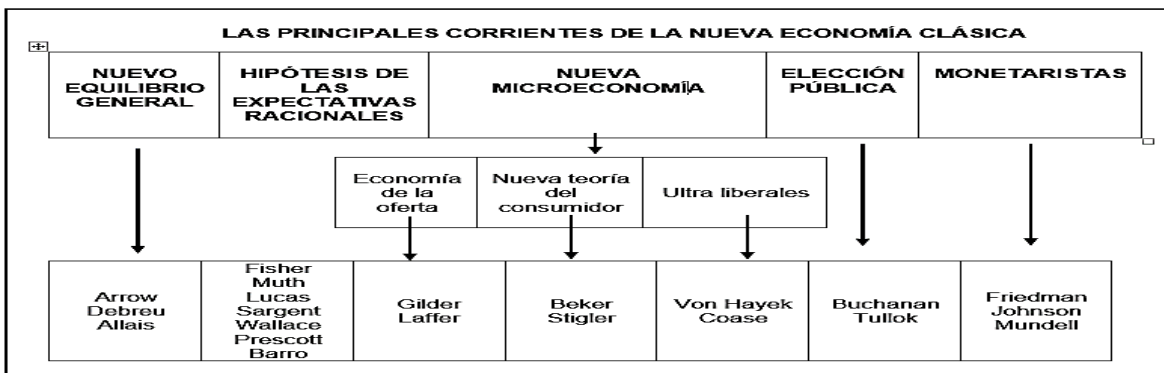 LAS PRINCIPALES CORRIENTES DE LA NUEVA ECONOMÍA CLÁSICA
NUEVO
EQUILIBRIO
GENERAL
HIPÓTESIS DE
LAS
EXPECTATIVAS
RACIONALES
NUEVA
MICROECONOMÍA
ELECCIÓN
PÚBLICA
MONETARISTAS
Economía
de la
oferta
Nueva teoría
del
consumidor
Ultra liberales
Arrow
Debreu
Allais
Fisher
Muth
Lucas
Sargent
Wallace
Prescott
Barro
Gilder
Laffer
Beker
Stigler
Von Hayek
Coase
Buchanan
Tullok
Friedman
Johnson
Mundell